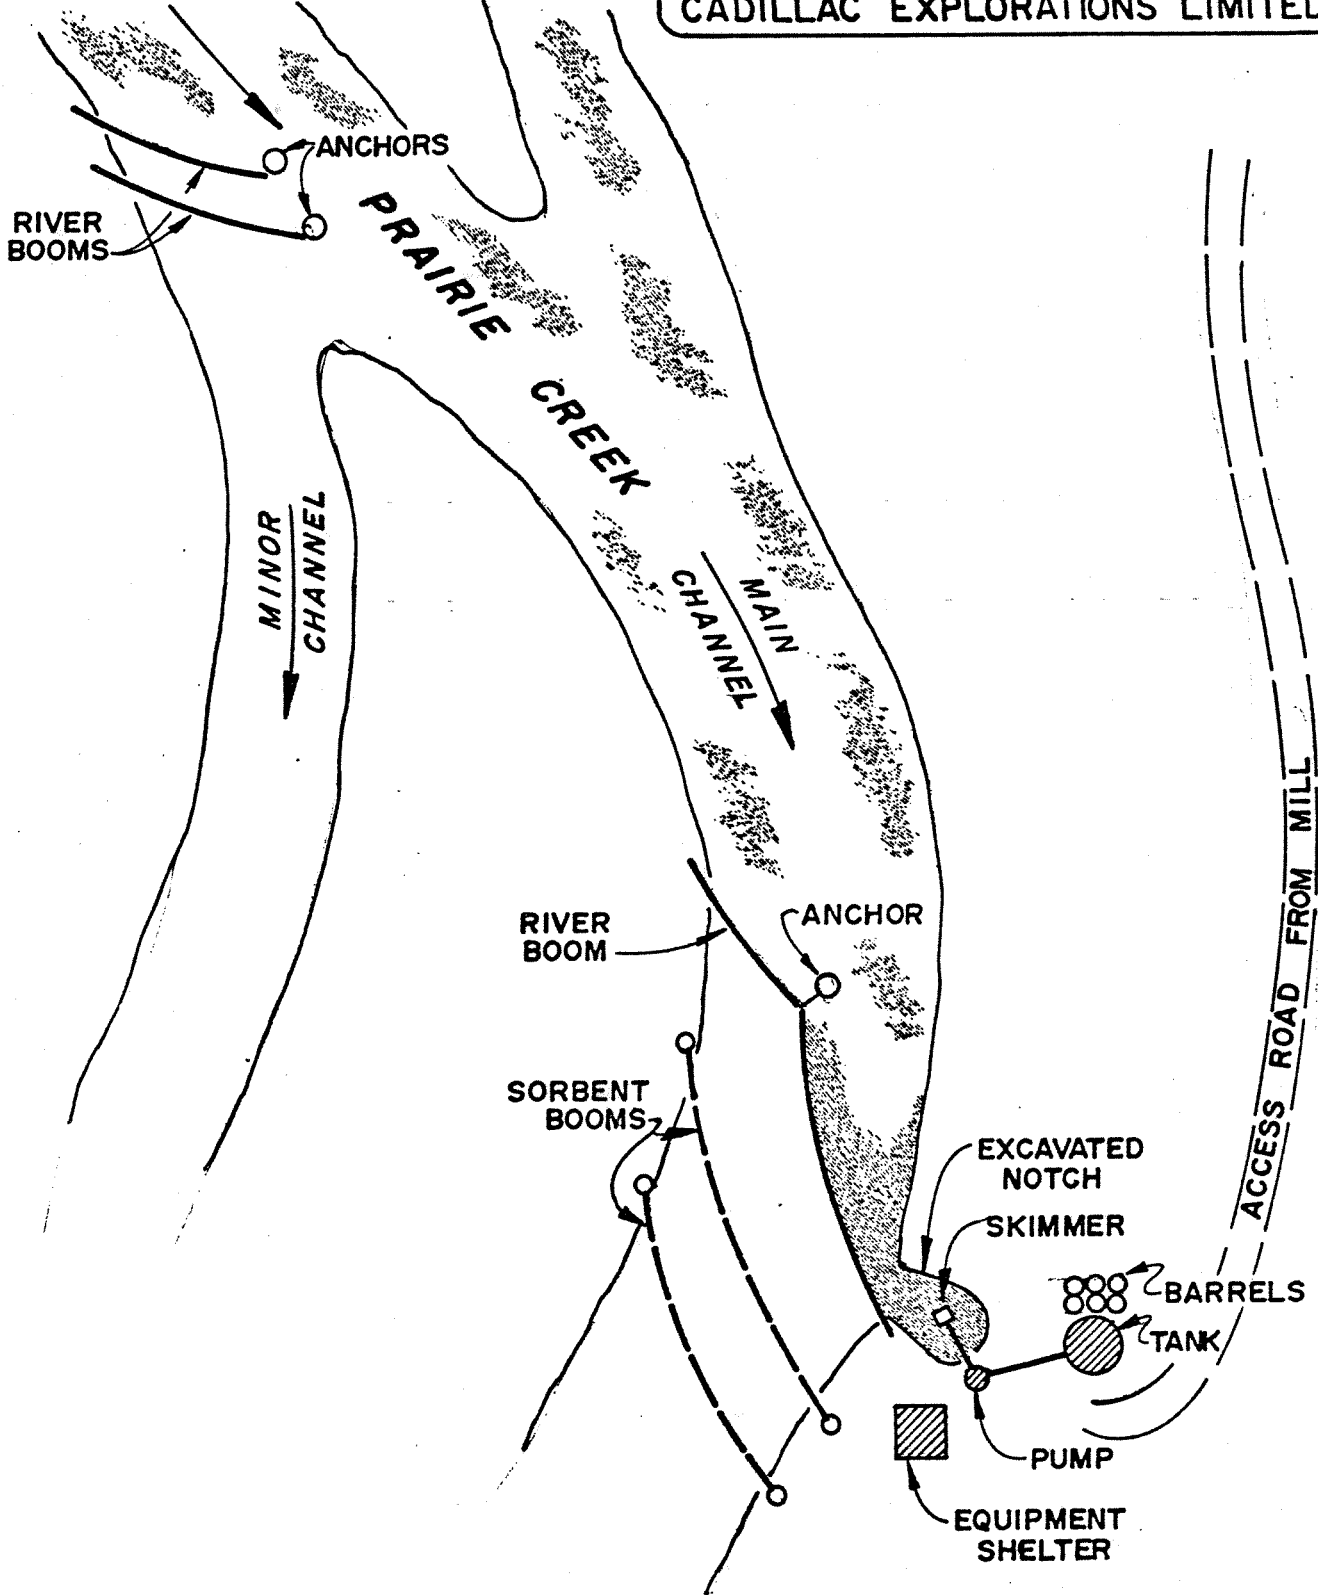 CADILLAC EXPLORATIONS LIMITED
ANCHORS
RIVER
BOOMS
PRAIRIE
CREEK
MINOR
CHANNEL
MAIN
CHANNEL
RIVER
BOOM
ANCHOR
SORBENT
BOOMS
EXCAVATED
NOTCH
SKIMMER
BARRELS
TANK
PUMP
EQUIPMENT
SHELTER
ACCESS ROAD FROM MILL